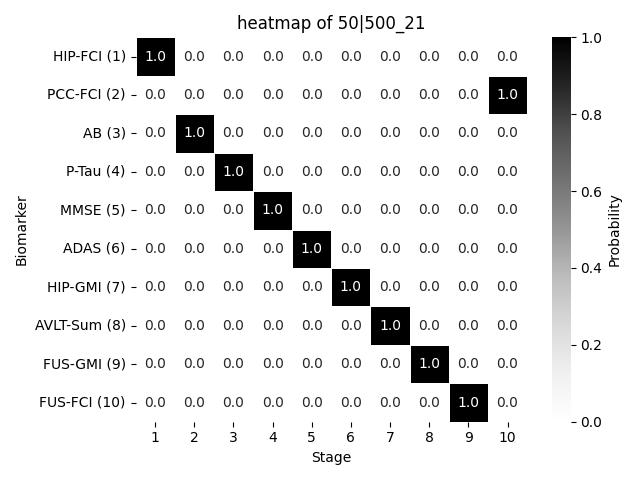 heatmap of 50|500_21
HIP-FCI (1) 1.0 0.0 0.0 0.0 0.0 0.0 0.0 0.0 0.0 0.0
PCC-FCI (2) 0.0 0.0 0.0 0.0 0.0 0.0 0.0 0.0 0.0 1.0
AB (3) 0.0 1.0 0.0 0.0 0.0 0.0 0.0 0.0 0.0 0.0
P-Tau (4) 0.0 0.0 1.0 0.0 0.0 0.0 0.0 0.0 0.0 0.0
MMSE (5) 0.0 0.0 0.0 1.0 0.0 0.0 0.0 0.0 0.0 0.0
ADAS (6) 0.0 0.0 0.0 0.0 1.0 0.0 0.0 0.0 0.0 0.0
HIP-GMI (7) 0.0 0.0 0.0 0.0 0.0 1.0 0.0 0.0 0.0 0.0
AVLT-Sum (8) 0.0 0.0 0.0 0.0 0.0 0.0 1.0 0.0 0.0 0.0
FUS-GMI (9) 0.0 0.0 0.0 0.0 0.0 0.0 0.0 1.0 0.0 0.0
FUS-FCI (10) 0.0 0.0 0.0 0.0 0.0 0.0 0.0 0.0 1.0 0.0
1 2 3 4 5 6 7 8 9 10
Stage
Biomarker
1.0
0.8
0.6
0.4
0.2
0.0
Probability